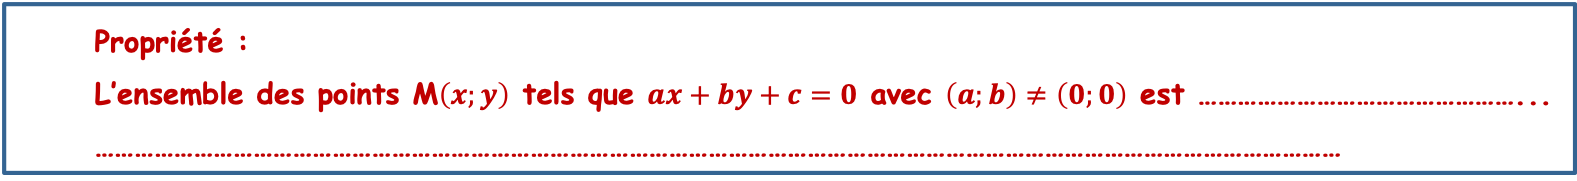 Propriété :
L'ensemble des points M(x; y) tels que ax + by + c = 0 avec (a; b) ≠ (0; 0) est ……………………………………………...
……………………………………………………………………………………………………………………………………………………………………